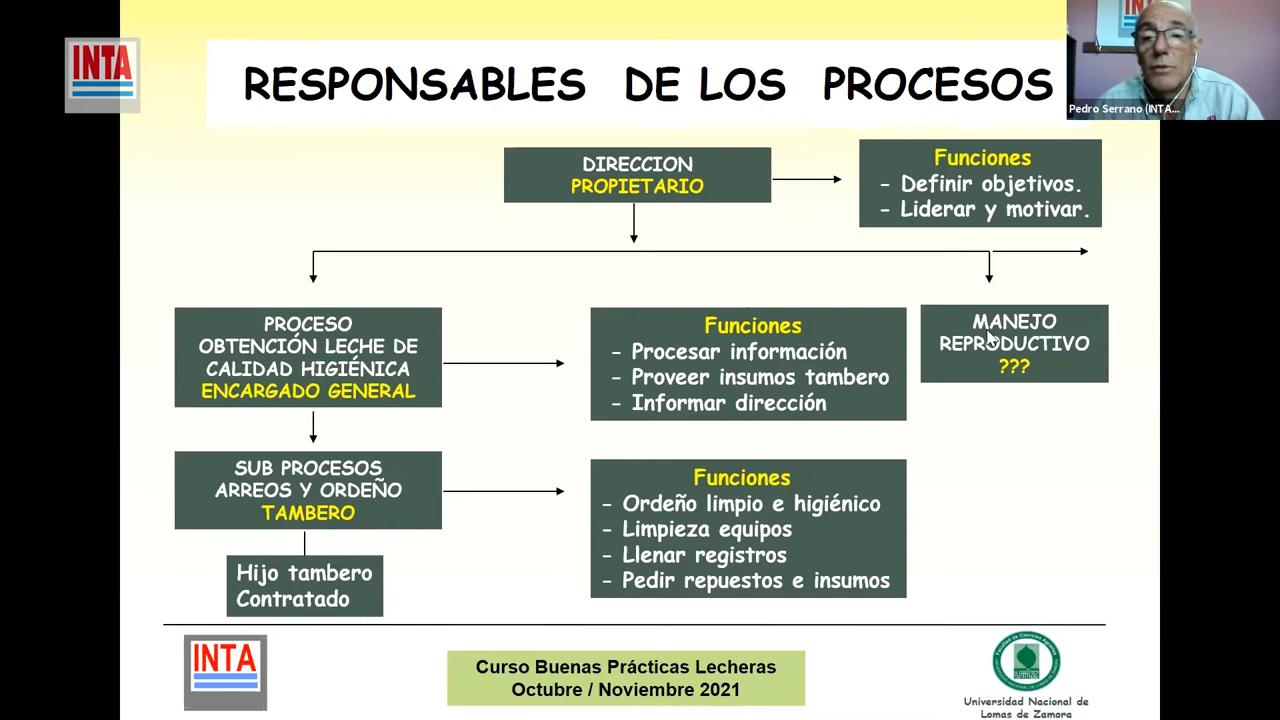 INTA
RESPONSABLES DE LOS PROCESOS
Pedro Serrano (INTA...
DIRECCION
PROPIETARIO
Funciones
- Definir objetivos.
- Liderar y motivar.
PROCESO
OBTENCIÓN LECHE DE
CALIDAD HIGIÉNICA
ENCARGADO GENERAL
Funciones
- Procesar información
- Proveer insumos tambero
- Informar dirección
MANEJO
REPRODUCTIVO
???
SUB PROCESOS
ARREOS Y ORDEÑO
TAMBERO
Funciones
- Ordeño limpio e higiénico
- Limpieza equipos
- Llenar registros
- Pedir repuestos e insumos
Hijo tambero
Contratado
INTA
Curso Buenas Prácticas Lecheras
Octubre / Noviembre 2021
Universidad Nacional de
Lomas de Zamora